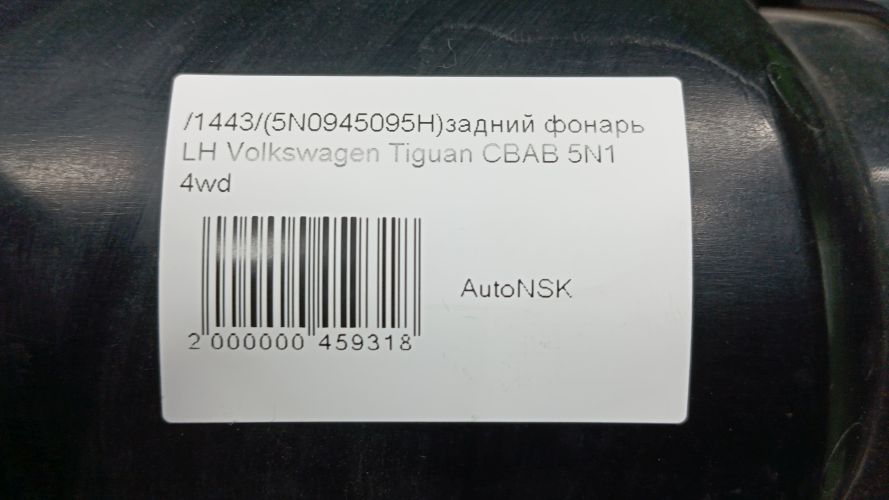 /1443/(5N0945095H)задний фонарь
LH Volkswagen Tiguan CBAB 5N1
4wd
AutoNSK
2 000000 459318